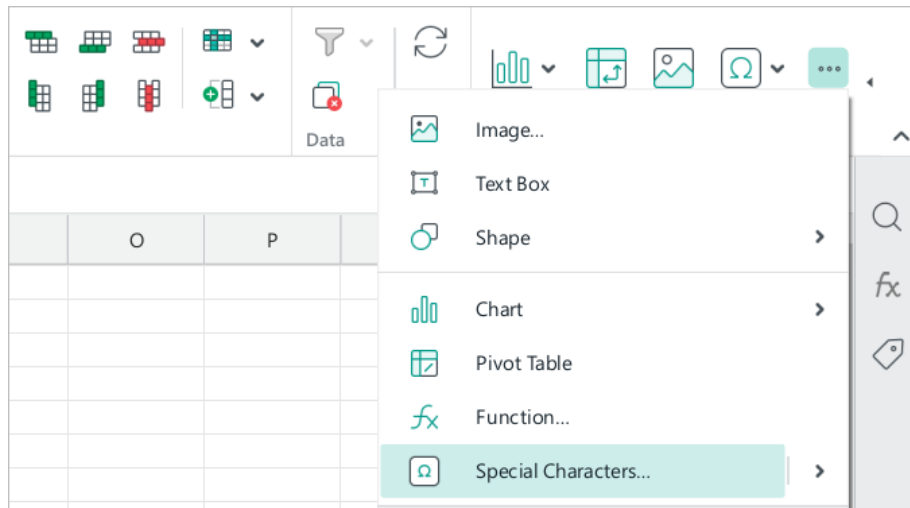 Data
O
P
Image...
Text Box
Shape
Chart
Pivot Table
Function...
Special Characters...